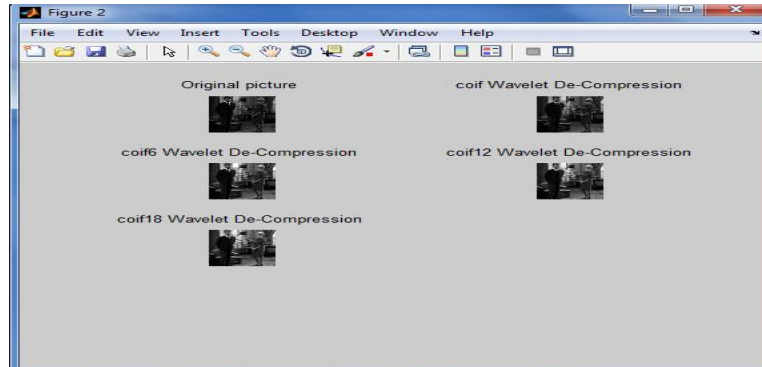 Figure 2
File Edit View Insert Tools Desktop Window Help
Original picture
coif Wavelet De-Compression
coif6 Wavelet De-Compression
coif12 Wavelet De-Compression
coif18 Wavelet De-Compression